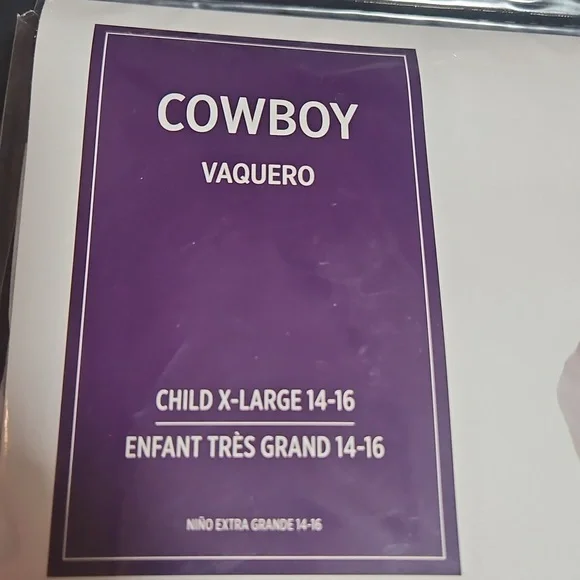 COWBOY
VAQUERO
CHILD X-LARGE 14-16
ENFANT TRÈS GRAND 14-16
NIÑO EXTRA GRANDE 14-16